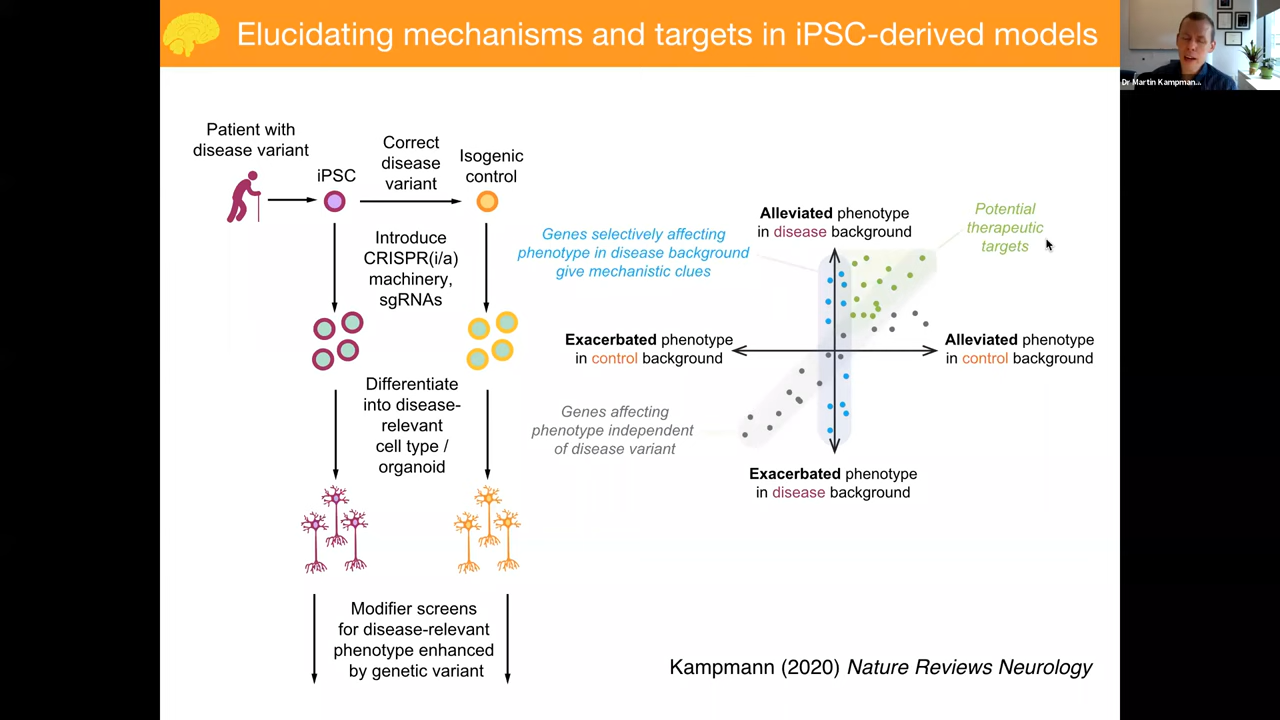 Elucidating mechanisms and targets in iPSC-derived models
Dr Martin Kampman...
Patient with
disease variant
iPSC
Correct
disease
variant
Isogenic
control
Introduce
CRISPR(i/a)
machinery,
sgRNAs
Differentiate
into disease-
relevant
cell type /
organoid
Modifier screens
for disease-relevant
phenotype enhanced
by genetic variant
Genes selectively affecting
phenotype in disease background
give mechanistic clues
Alleviated phenotype
in disease background
Potential
therapeutic
targets
Exacerbated phenotype
in control background
Alleviated phenotype
in control background
Genes affecting
phenotype independent
of disease variant
Exacerbated phenotype
in disease background
Kampmann (2020) Nature Reviews Neurology